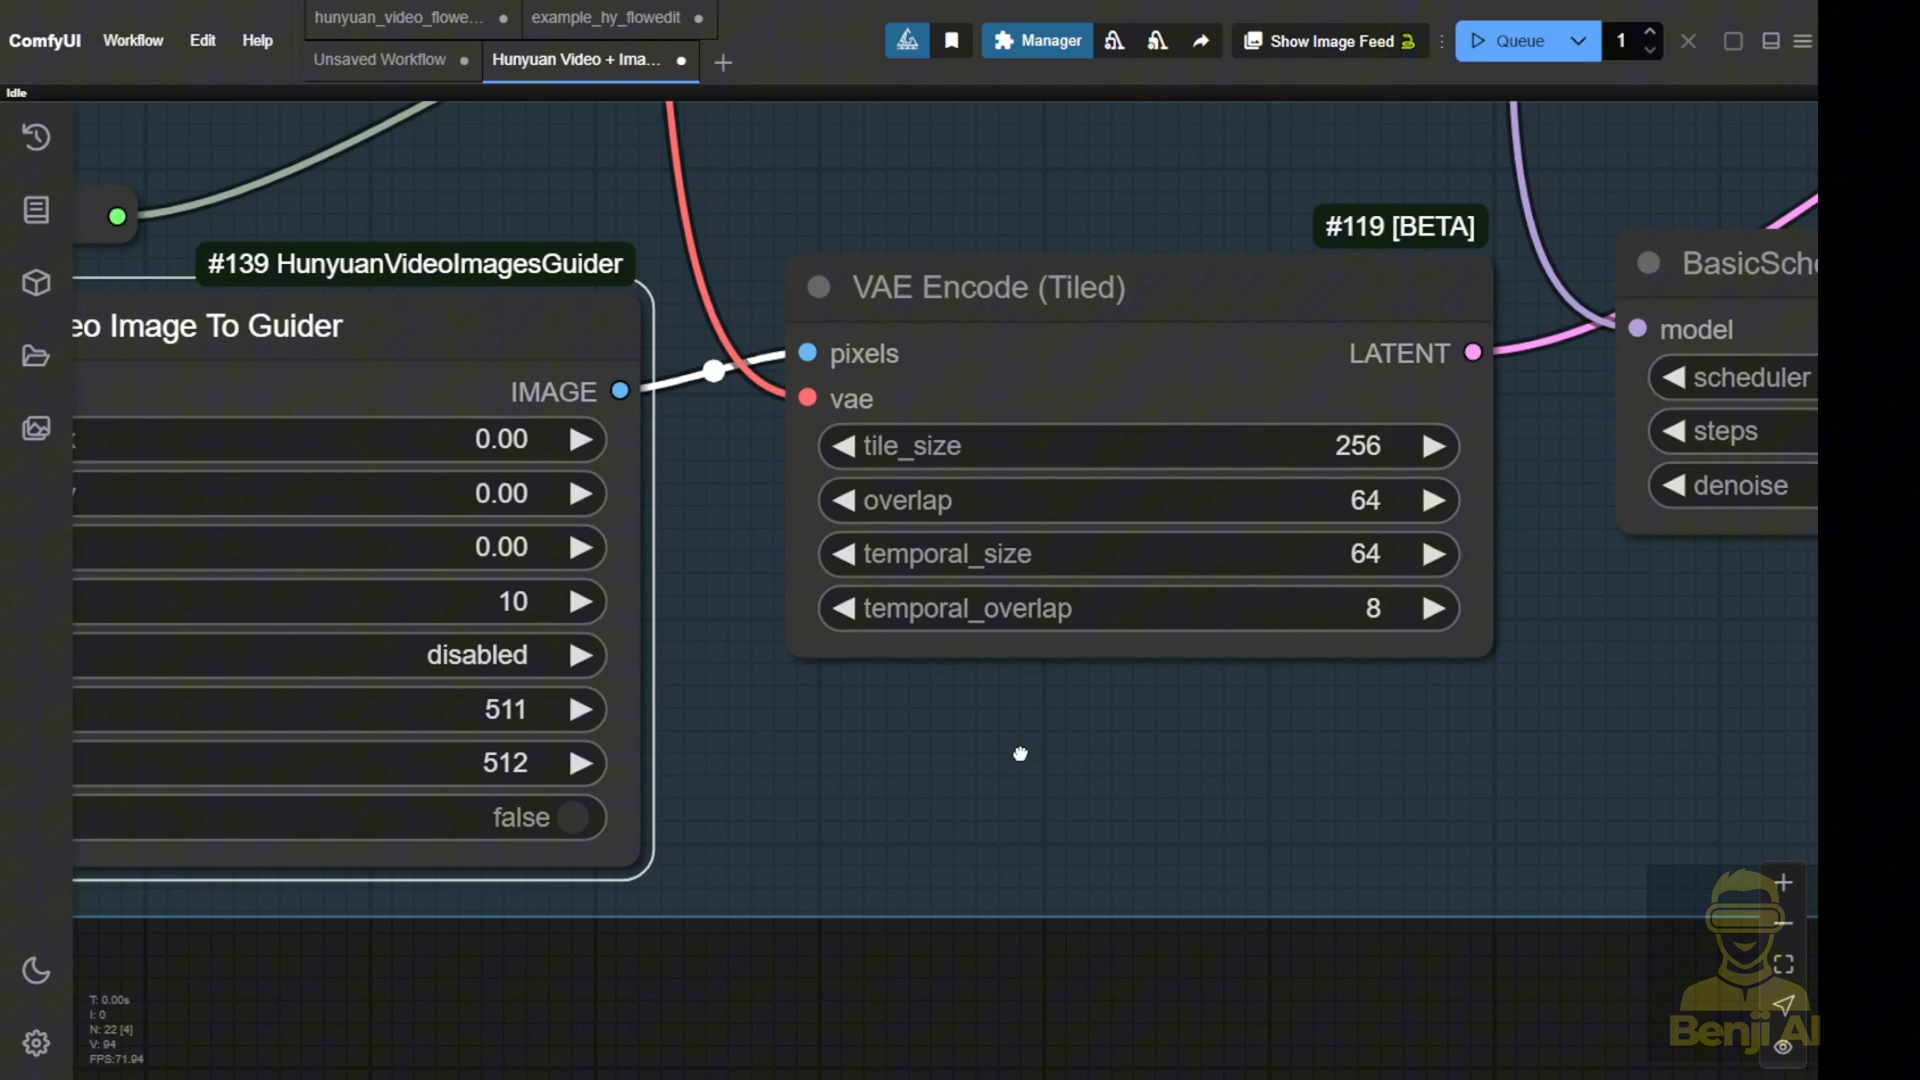 ComfyUI Workflow Edit Help
hunyuan_video_flowe... example_hy_flowedit
Unsaved Workflow Hunyuan Video + Ima...
Manager Show Image Feed Queue 1
Idle
#139 HunyuanVideoImagesGuider
eo Image To Guider
IMAGE
0.00
0.00
0.00
10
disabled
511
512
false
#119 [BETA]
VAE Encode (Tiled)
pixels LATENT
vae
tile_size 256
overlap 64
temporal_size 64
temporal_overlap 8
BasicSche
model
scheduler
steps
denoise
T: 0.00s
I: 0
N: 22 [4]
V: 94
FPS:71.94
Benji AI